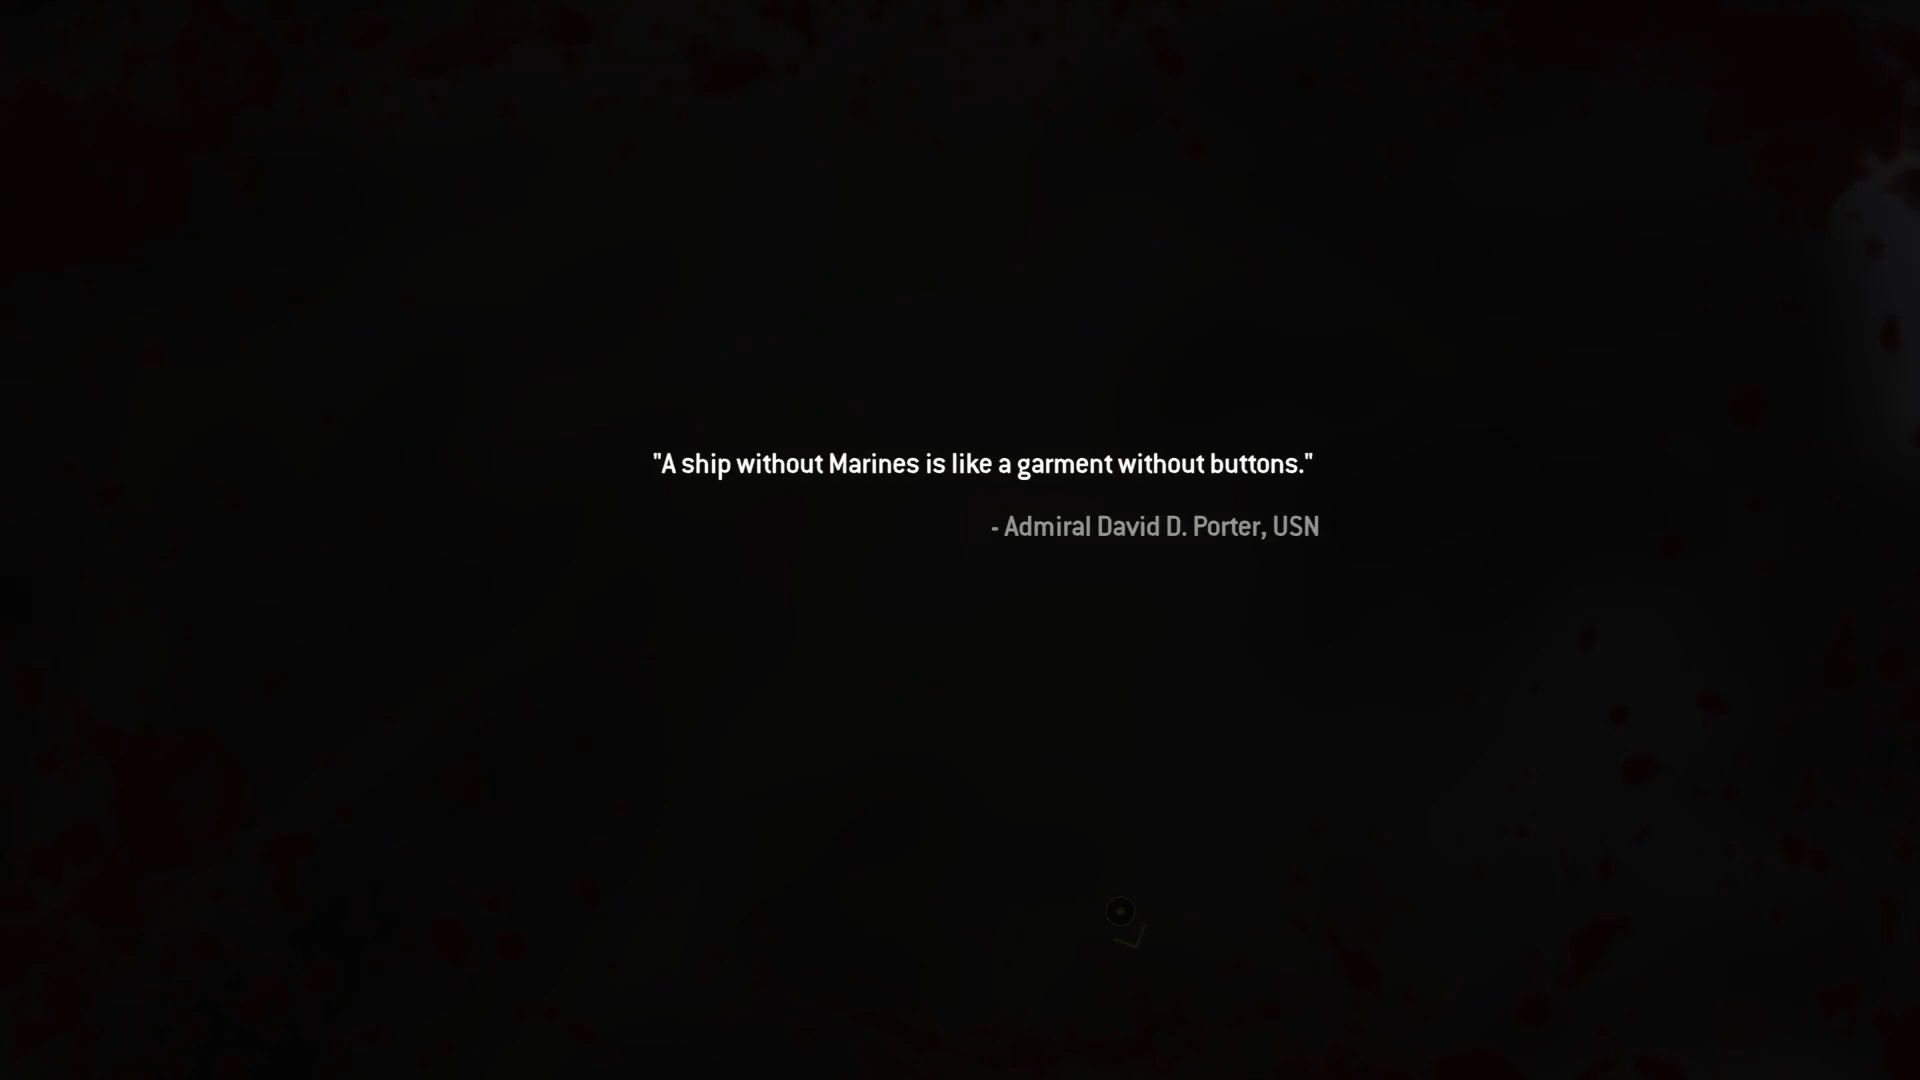 "A ship without Marines is like a garment without buttons."
- Admiral David D. Porter, USN